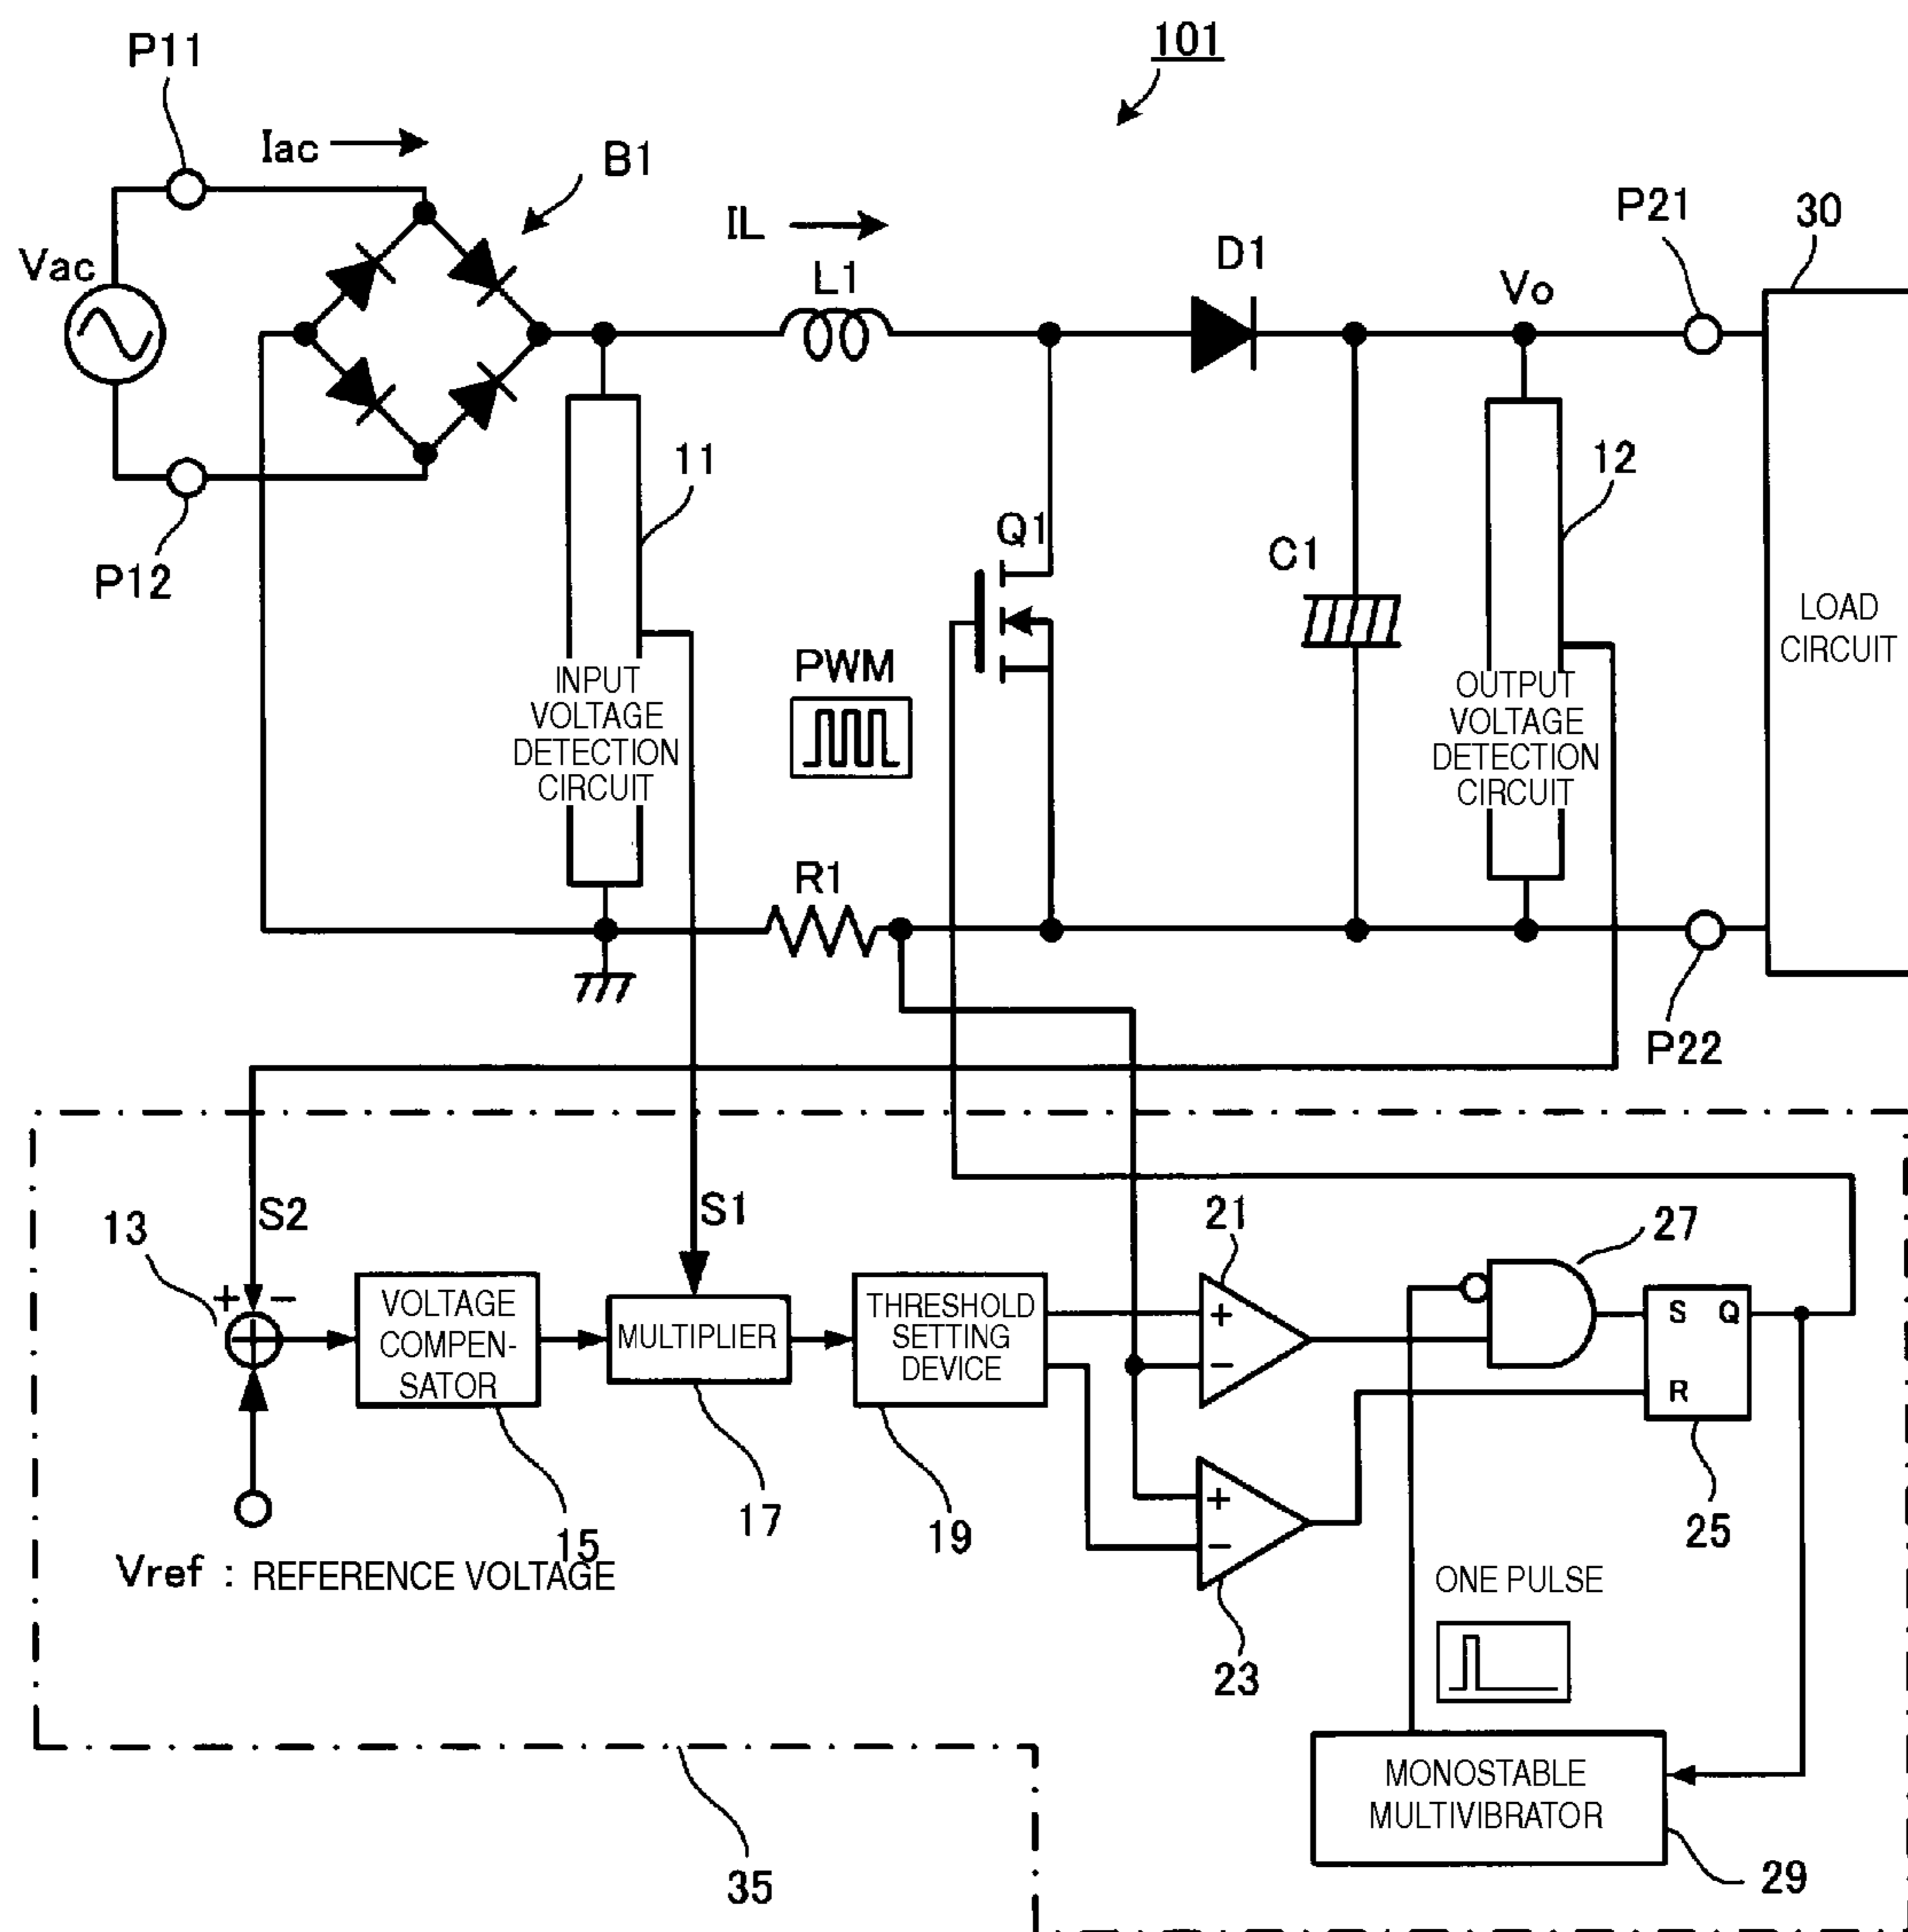 101
P11
Iac
B1
Vac
P12
IL
L1
D1
Vo
P21
30
11
12
Q1
C1
LOAD
CIRCUIT
PWM
INPUT
VOLTAGE
DETECTION
CIRCUIT
OUTPUT
VOLTAGE
DETECTION
CIRCUIT
R1
P22
S2
S1
13
+ −
VOLTAGE
COMPEN-
SATOR
MULTIPLIER
THRESHOLD
SETTING
DEVICE
21
+
−
27
S Q
R
15
17
19
+
−
25
Vref : REFERENCE VOLTAGE
23
ONE PULSE
MONOSTABLE
MULTIVIBRATOR
35
29